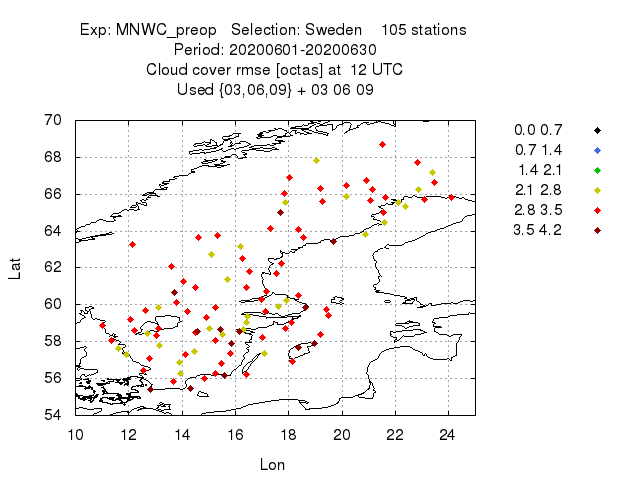 Exp: MNWC_preop   Selection: Sweden    105 stations
Period: 20200601-20200630
Cloud cover rmse [octas] at  12 UTC
Used {03,06,09} + 03 06 09
70
68
66
64
62
60
58
56
54
Lat
10 12 14 16 18 20 22 24
Lon
0.0 0.7
0.7 1.4
1.4 2.1
2.1 2.8
2.8 3.5
3.5 4.2